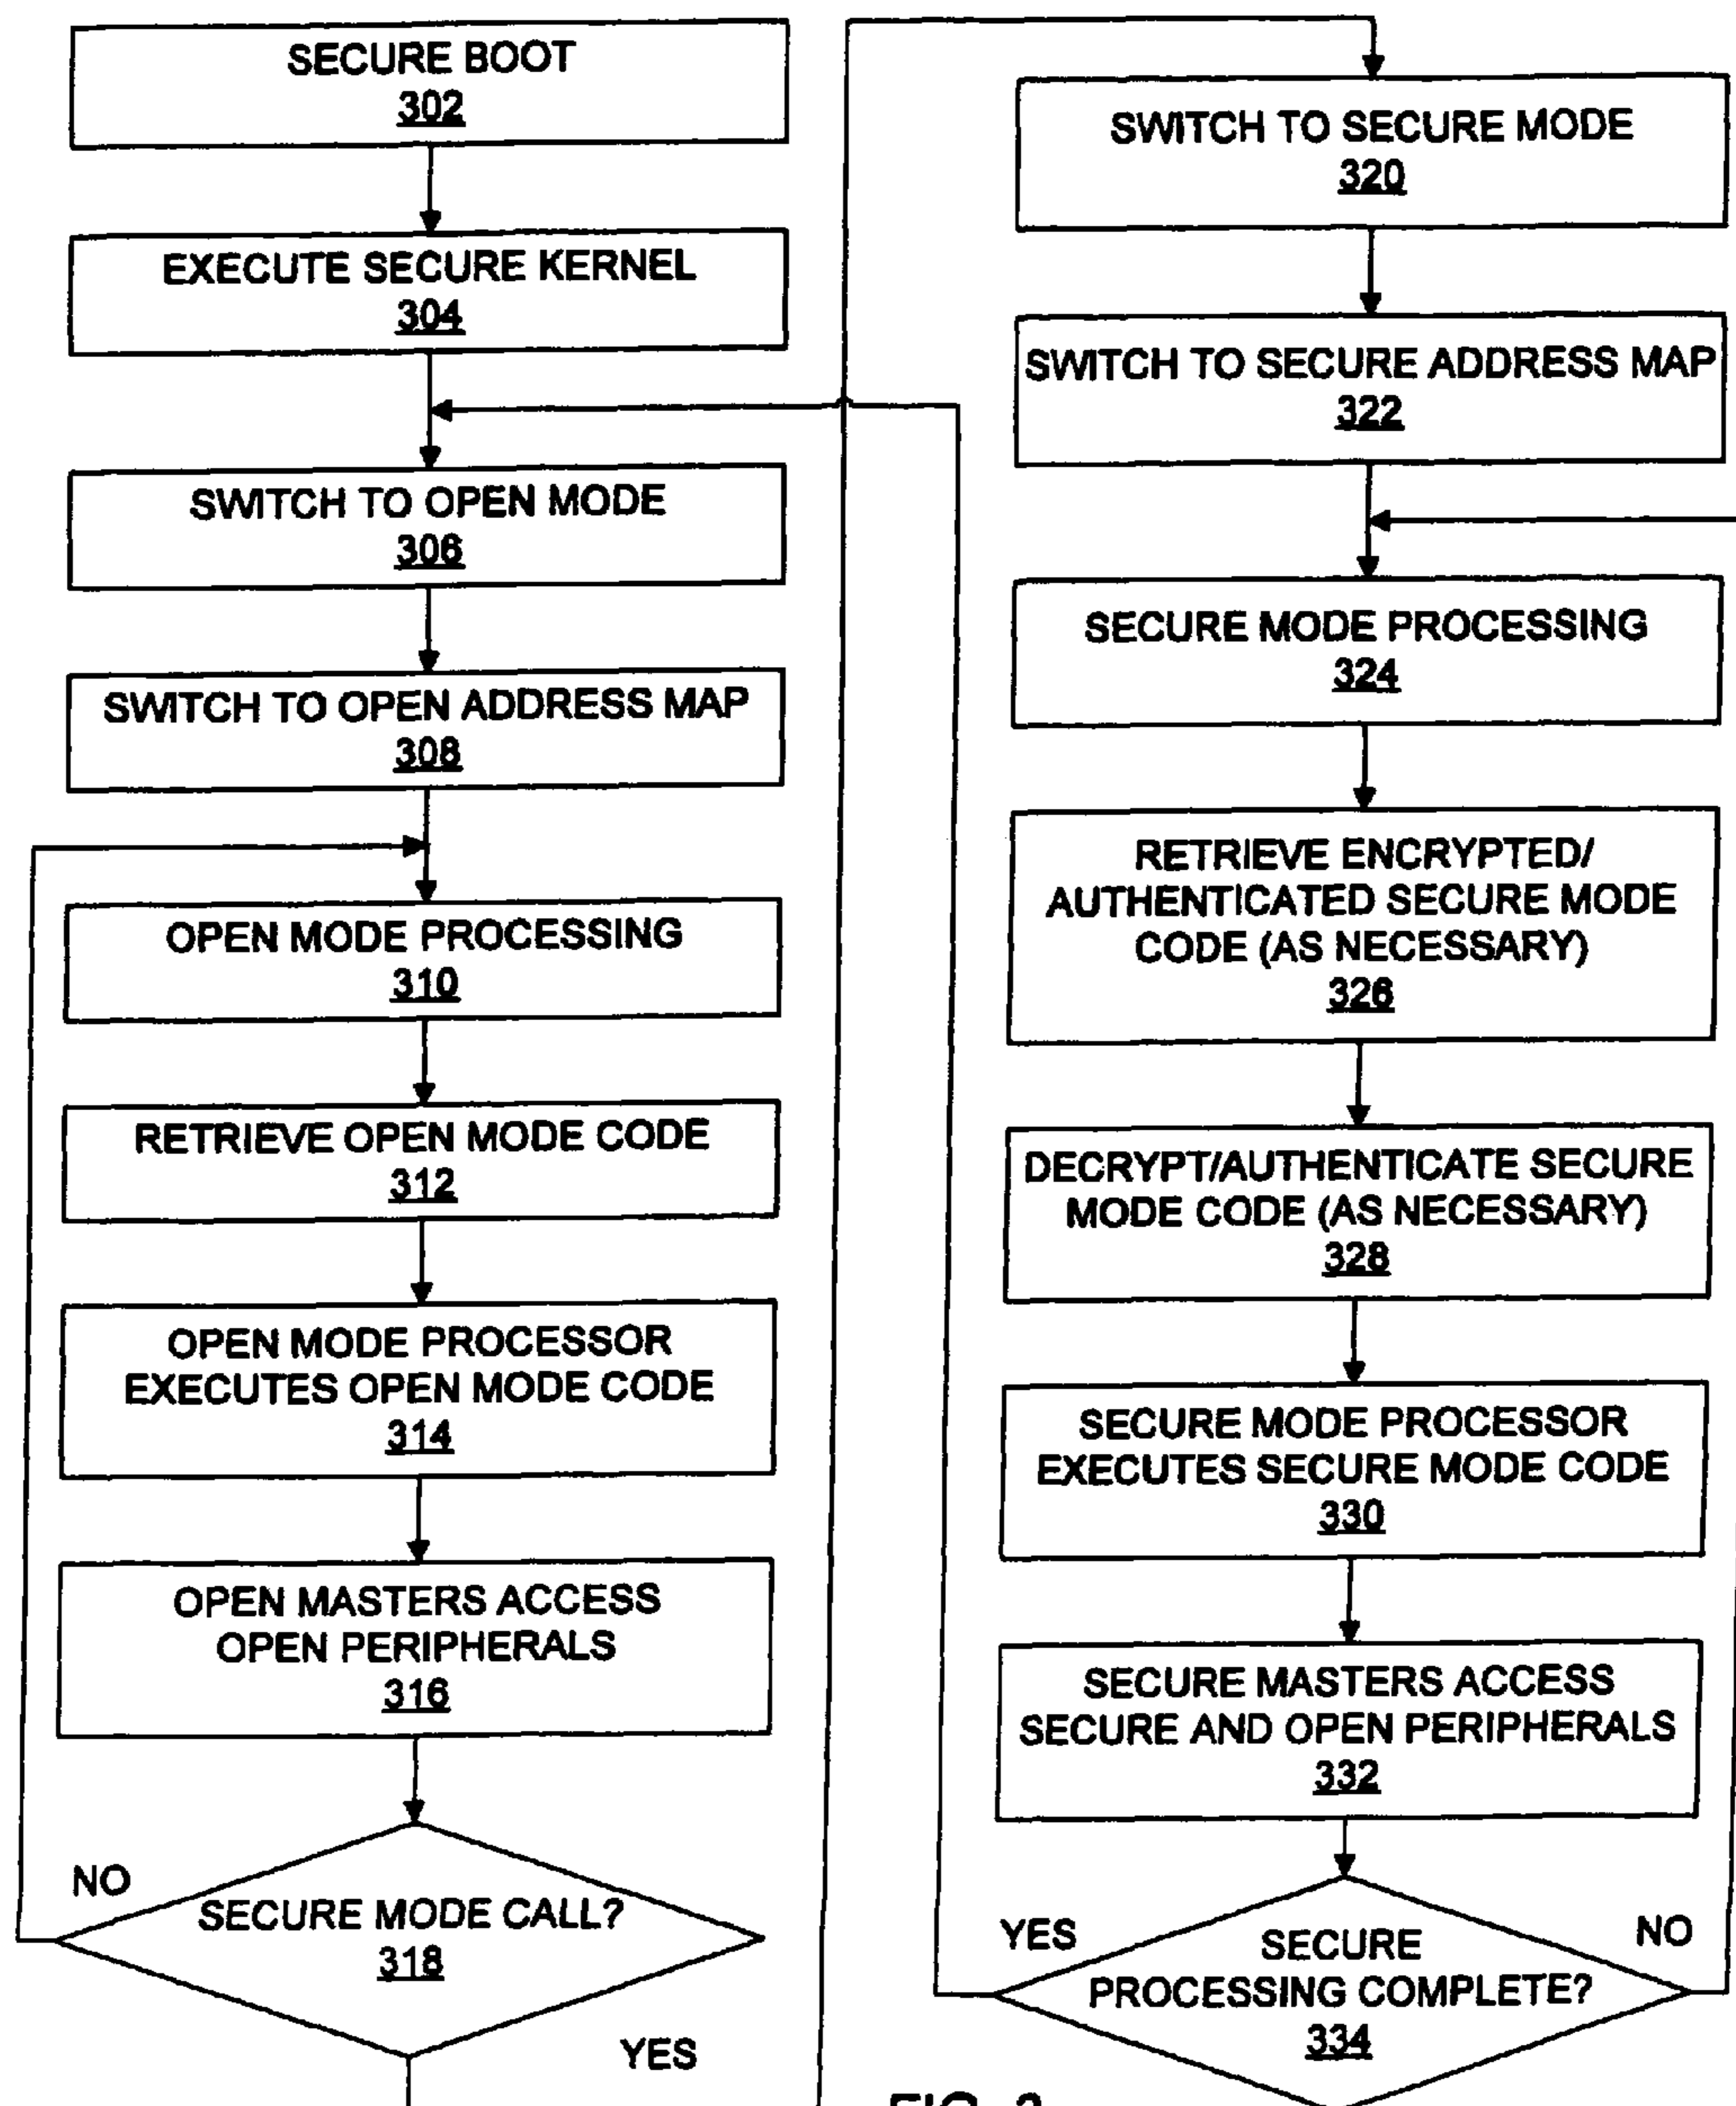 SECURE BOOT
302
EXECUTE SECURE KERNEL
304
SWITCH TO OPEN MODE
306
SWITCH TO OPEN ADDRESS MAP
308
OPEN MODE PROCESSING
310
RETRIEVE OPEN MODE CODE
312
OPEN MODE PROCESSOR
EXECUTES OPEN MODE CODE
314
OPEN MASTERS ACCESS
OPEN PERIPHERALS
316
NO
SECURE MODE CALL?
318
YES
SWITCH TO SECURE MODE
320
SWITCH TO SECURE ADDRESS MAP
322
SECURE MODE PROCESSING
324
RETRIEVE ENCRYPTED/
AUTHENTICATED SECURE MODE
CODE (AS NECESSARY)
326
DECRYPT/AUTHENTICATE SECURE
MODE CODE (AS NECESSARY)
328
SECURE MODE PROCESSOR
EXECUTES SECURE MODE CODE
330
SECURE MASTERS ACCESS
SECURE AND OPEN PERIPHERALS
332
YES
NO
SECURE
PROCESSING COMPLETE?
334